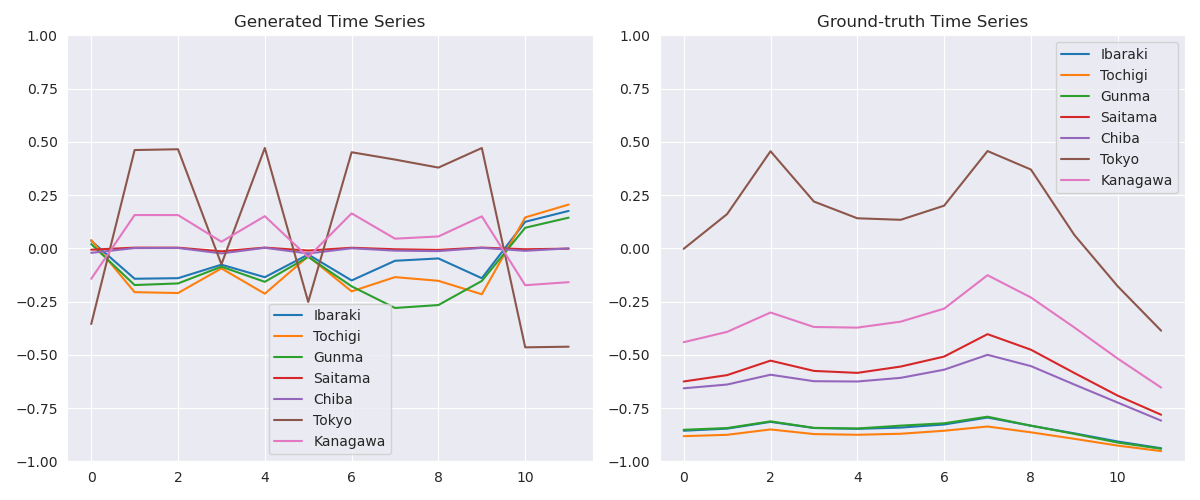 Generated Time Series
1.00
0.75
0.50
0.25
0.00
−0.25
−0.50
−0.75
−1.00
0 2 4 6 8 10
Ibaraki
Tochigi
Gunma
Saitama
Chiba
Tokyo
Kanagawa
Ground-truth Time Series
1.00
0.75
0.50
0.25
0.00
−0.25
−0.50
−0.75
−1.00
0 2 4 6 8 10
Ibaraki
Tochigi
Gunma
Saitama
Chiba
Tokyo
Kanagawa